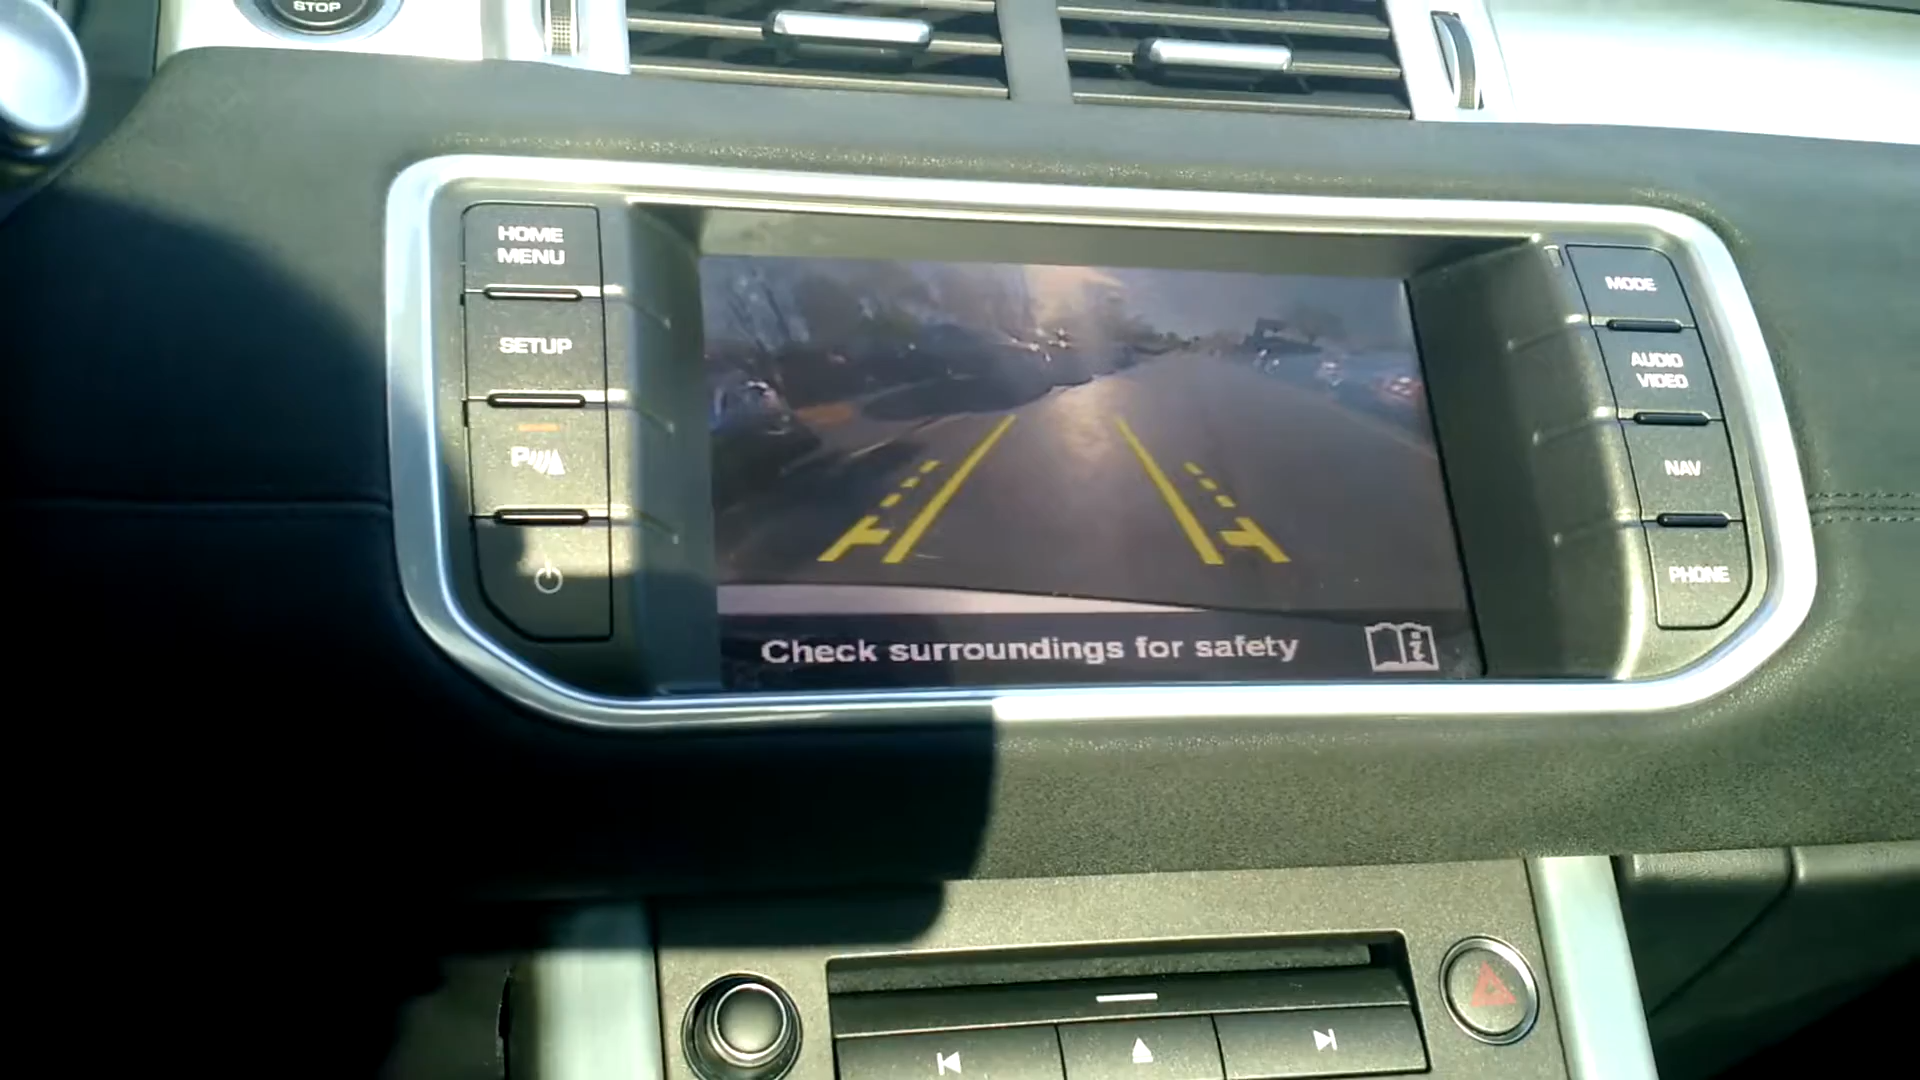 STOP
HOME
MENU
SETUP
P
MODE
AUDIO
VIDEO
NAV
PHONE
Check surroundings for safety
i